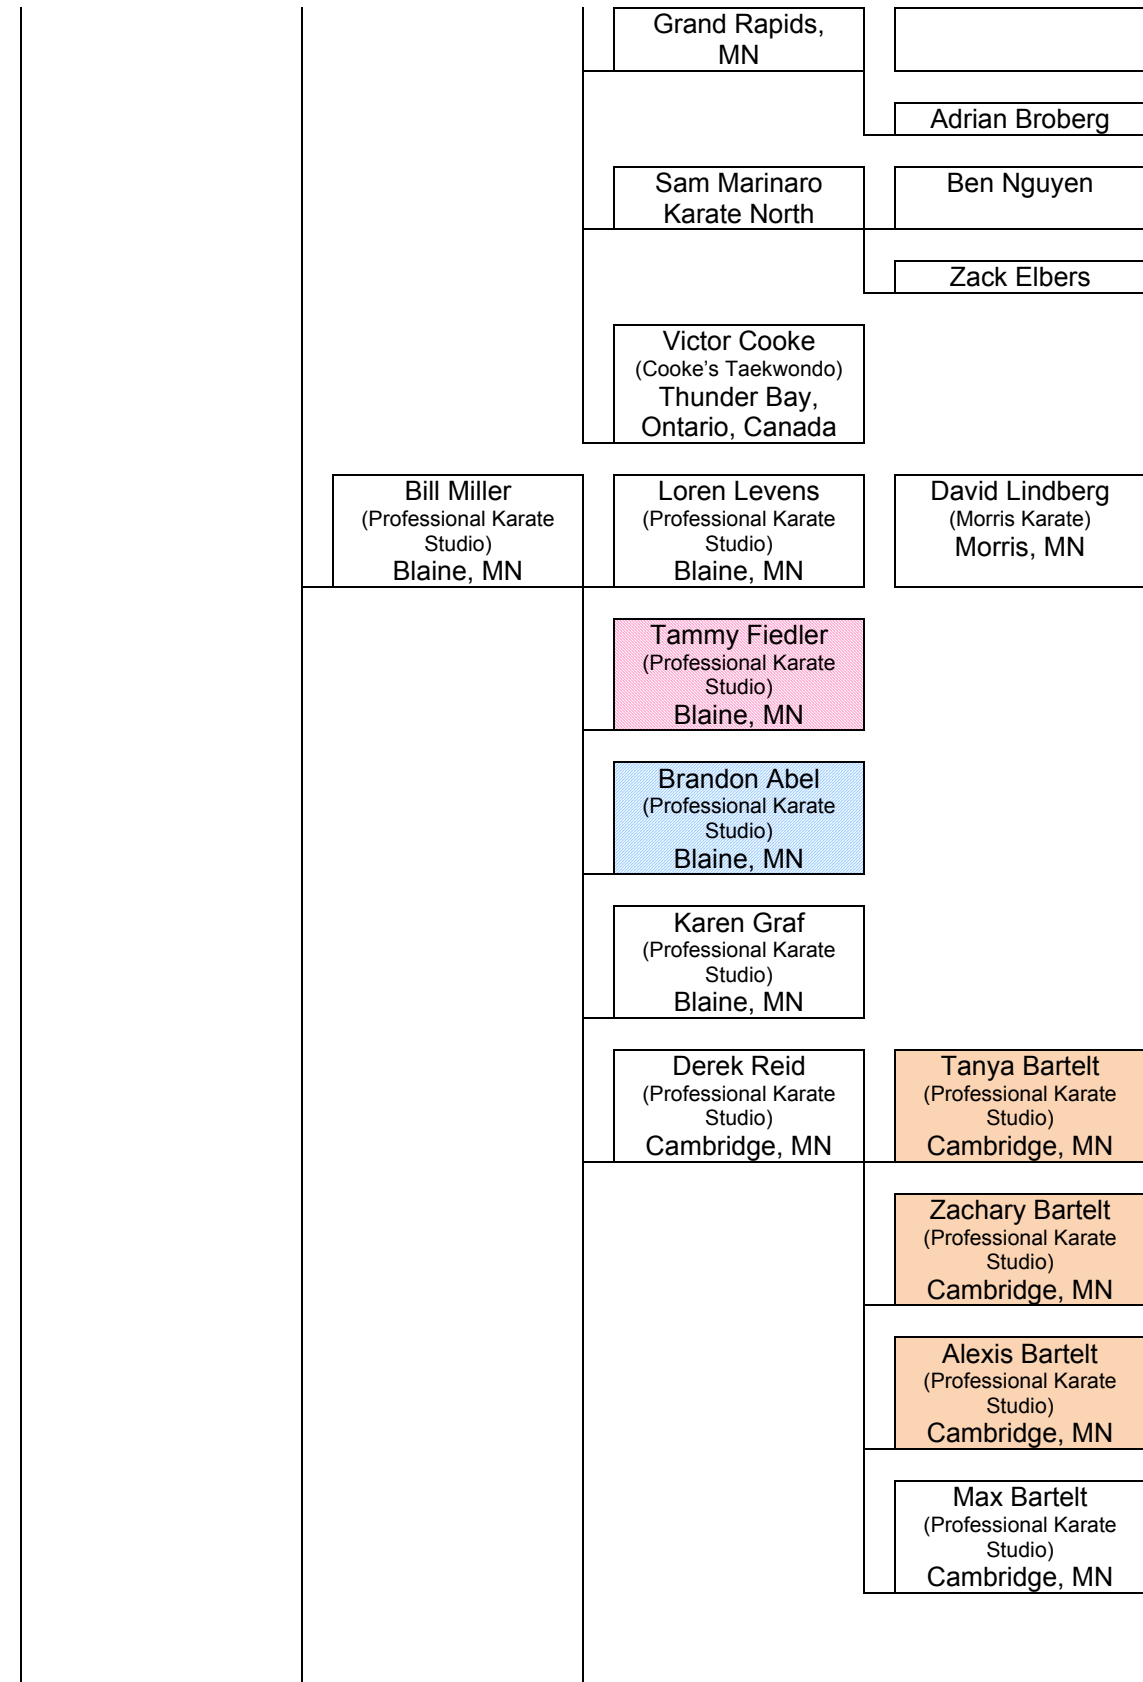 Grand Rapids,
MN
Adrian Broberg
Sam Marinaro
Karate North
Ben Nguyen
Zack Elbers
Victor Cooke
(Cooke's Taekwondo)
Thunder Bay,
Ontario, Canada
Bill Miller
(Professional Karate
Studio)
Blaine, MN
Loren Levens
(Professional Karate
Studio)
Blaine, MN
David Lindberg
(Morris Karate)
Morris, MN
Tammy Fiedler
(Professional Karate
Studio)
Blaine, MN
Brandon Abel
(Professional Karate
Studio)
Blaine, MN
Karen Graf
(Professional Karate
Studio)
Blaine, MN
Derek Reid
(Professional Karate
Studio)
Cambridge, MN
Tanya Bartelt
(Professional Karate
Studio)
Cambridge, MN
Zachary Bartelt
(Professional Karate
Studio)
Cambridge, MN
Alexis Bartelt
(Professional Karate
Studio)
Cambridge, MN
Max Bartelt
(Professional Karate
Studio)
Cambridge, MN